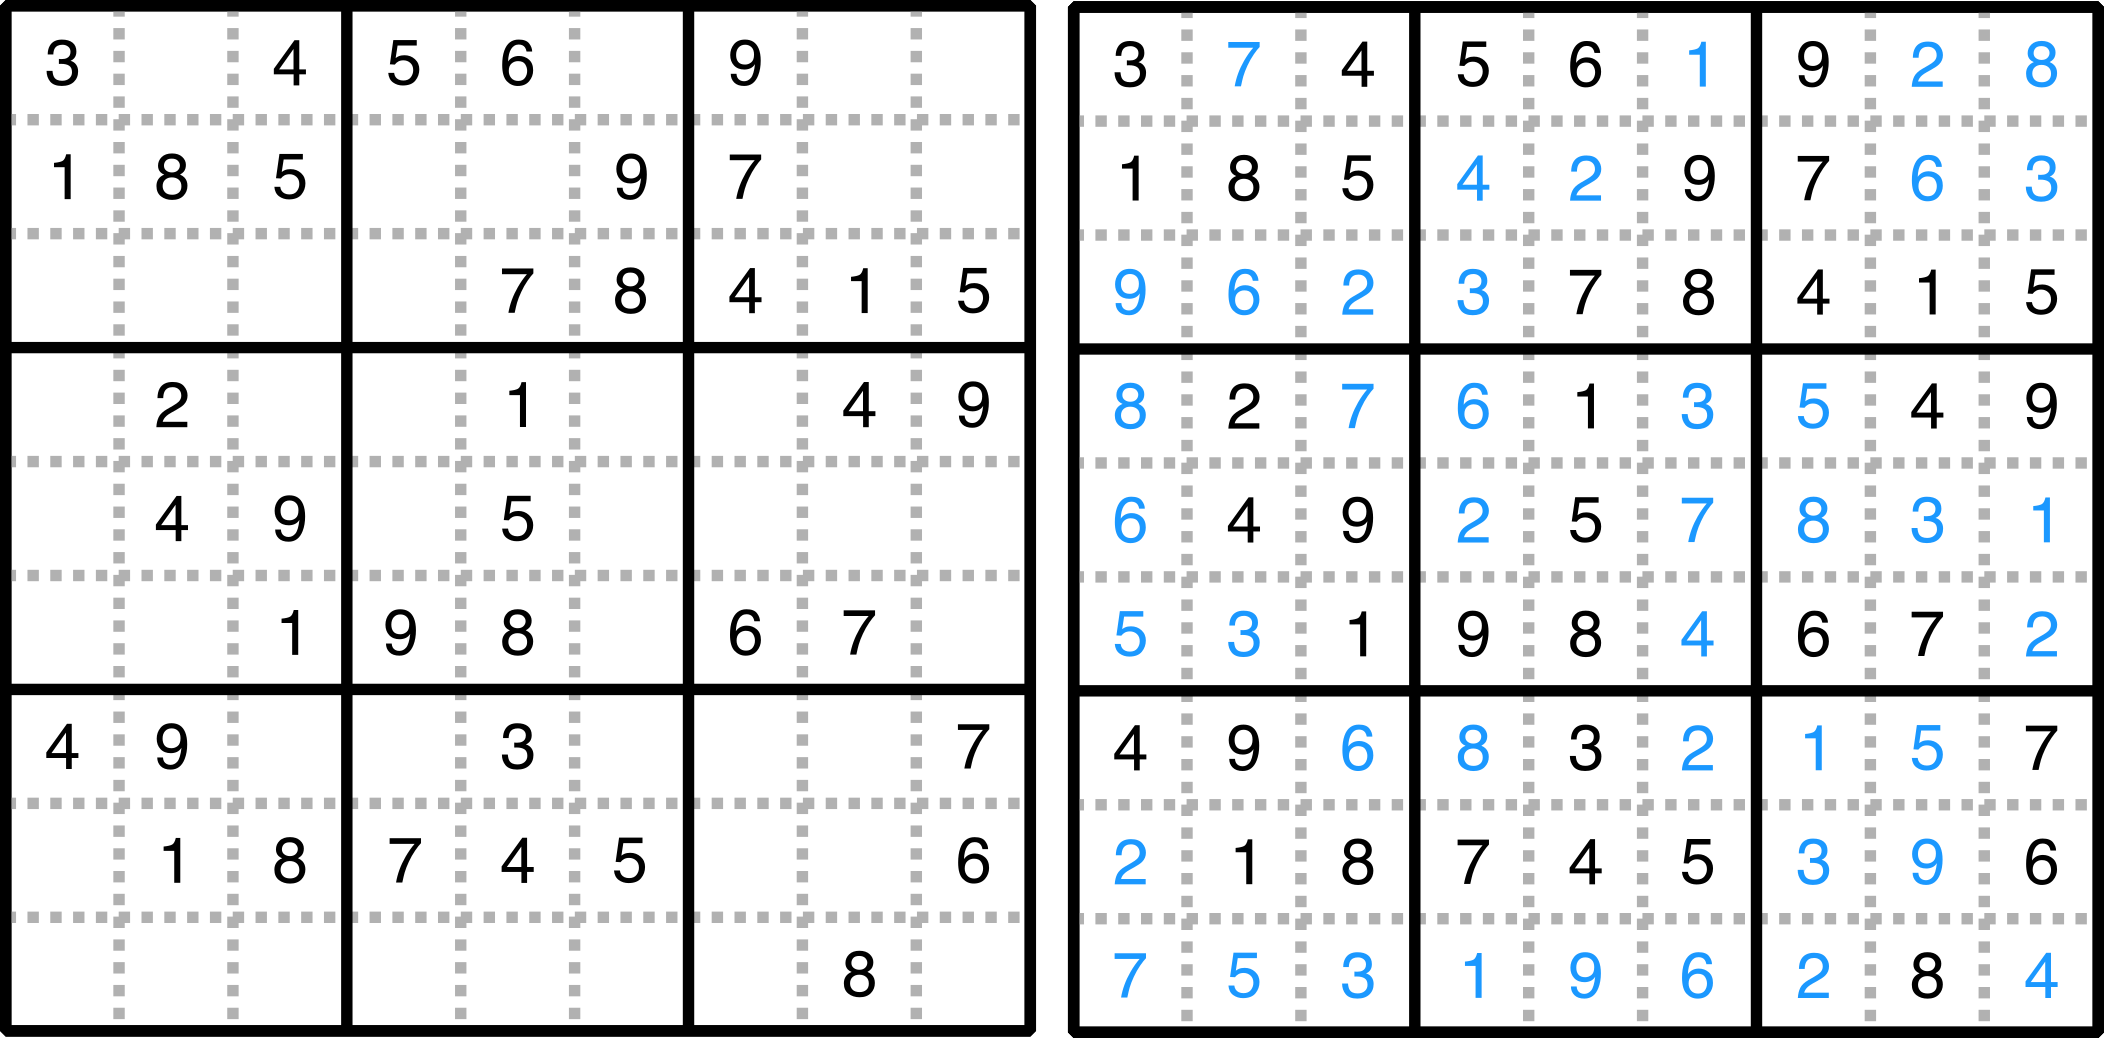 3 4 5 6 9
1 8 5 9 7
7 8 4 1 5
2 1 4 9
4 9 5
1 9 8 6 7
4 9 3 7
1 8 7 4 5 6
8
3 7 4 5 6 1 9 2 8
1 8 5 4 2 9 7 6 3
9 6 2 3 7 8 4 1 5
8 2 7 6 1 3 5 4 9
6 4 9 2 5 7 8 3 1
5 3 1 9 8 4 6 7 2
4 9 6 8 3 2 1 5 7
2 1 8 7 4 5 3 9 6
7 5 3 1 9 6 2 8 4